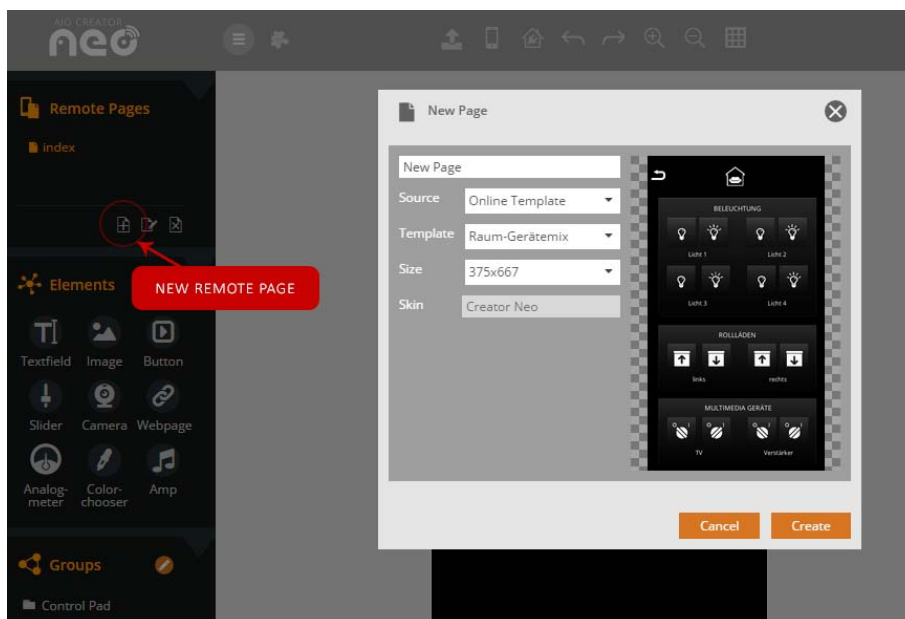 AIO CREATOR
neo
Remote Pages
index
NEW REMOTE PAGE
Elements
Textfield Image Button
Slider Camera Webpage
Analog- Color- Amp
meter chooser
Groups
Control Pad
New Page
New Page
Source Online Template
Template Raum-Gerätemix
Size 375x667
Skin Creator Neo
BELEUCHTUNG
Licht 1 Licht 2
Licht 3 Licht 4
ROLLLÄDEN
links rechts
MULTIMEDIA GERÄTE
TV Verstärker
Cancel Create